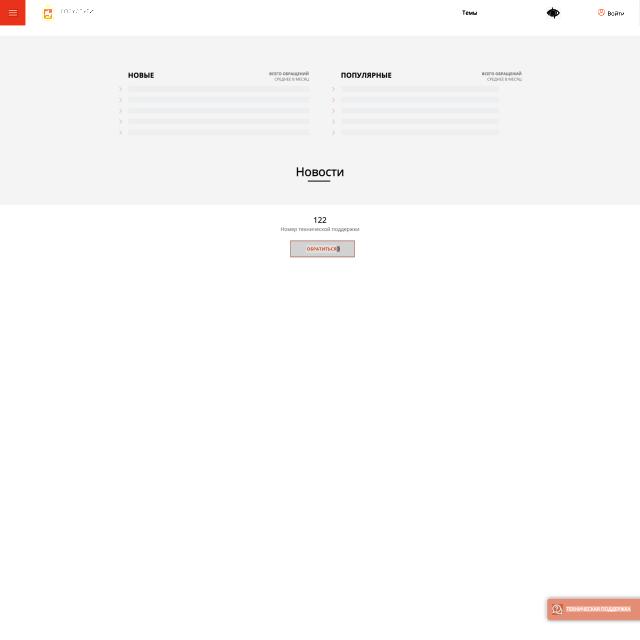 Темы
Войти
НОВЫЕ
ВСЕГО ОБРАЩЕНИЙ
СРЕДНЕЕ В МЕСЯЦ
ПОПУЛЯРНЫЕ
ВСЕГО ОБРАЩЕНИЙ
СРЕДНЕЕ В МЕСЯЦ
Новости
122
Номер технической поддержки
ОБРАТИТЬСЯ
ТЕХНИЧЕСКАЯ ПОДДЕРЖКА